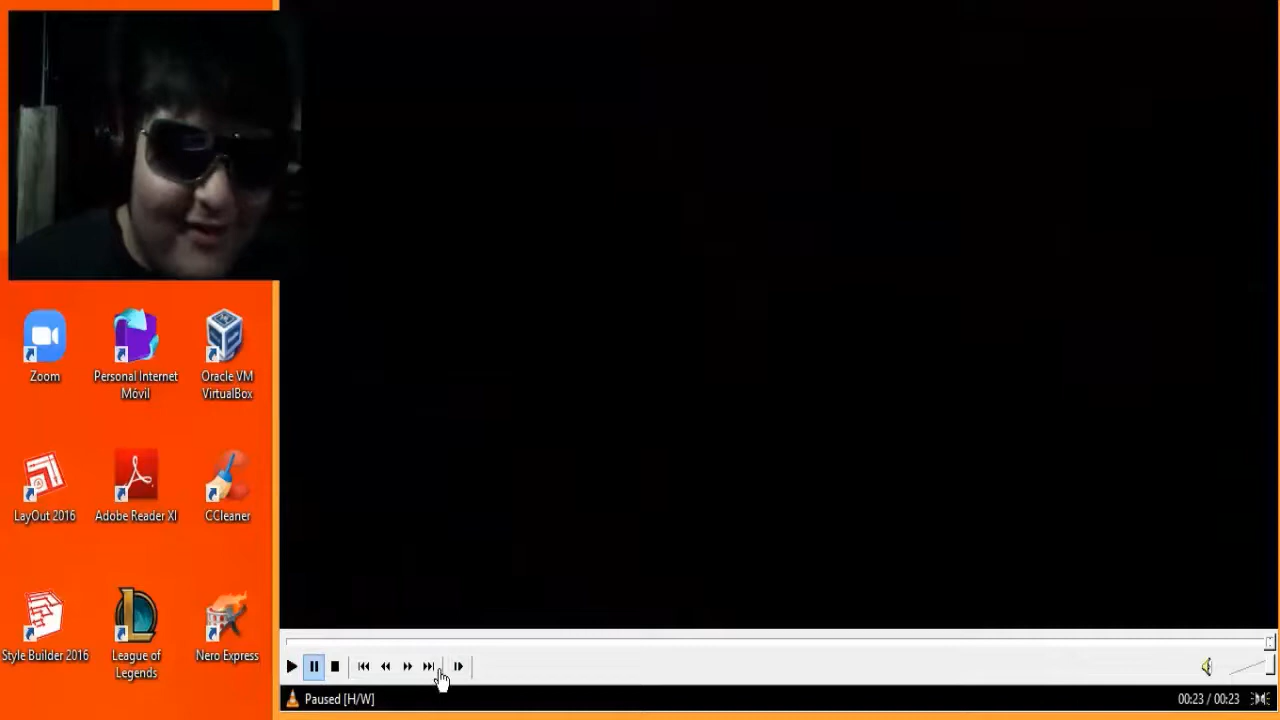 Zoom
Personal Internet
Móvil
Oracle VM
VirtualBox
LayOut 2016
Adobe Reader XI
CCleaner
Style Builder 2016
League of
Legends
Nero Express
Paused [H/W]
00:23 / 00:23